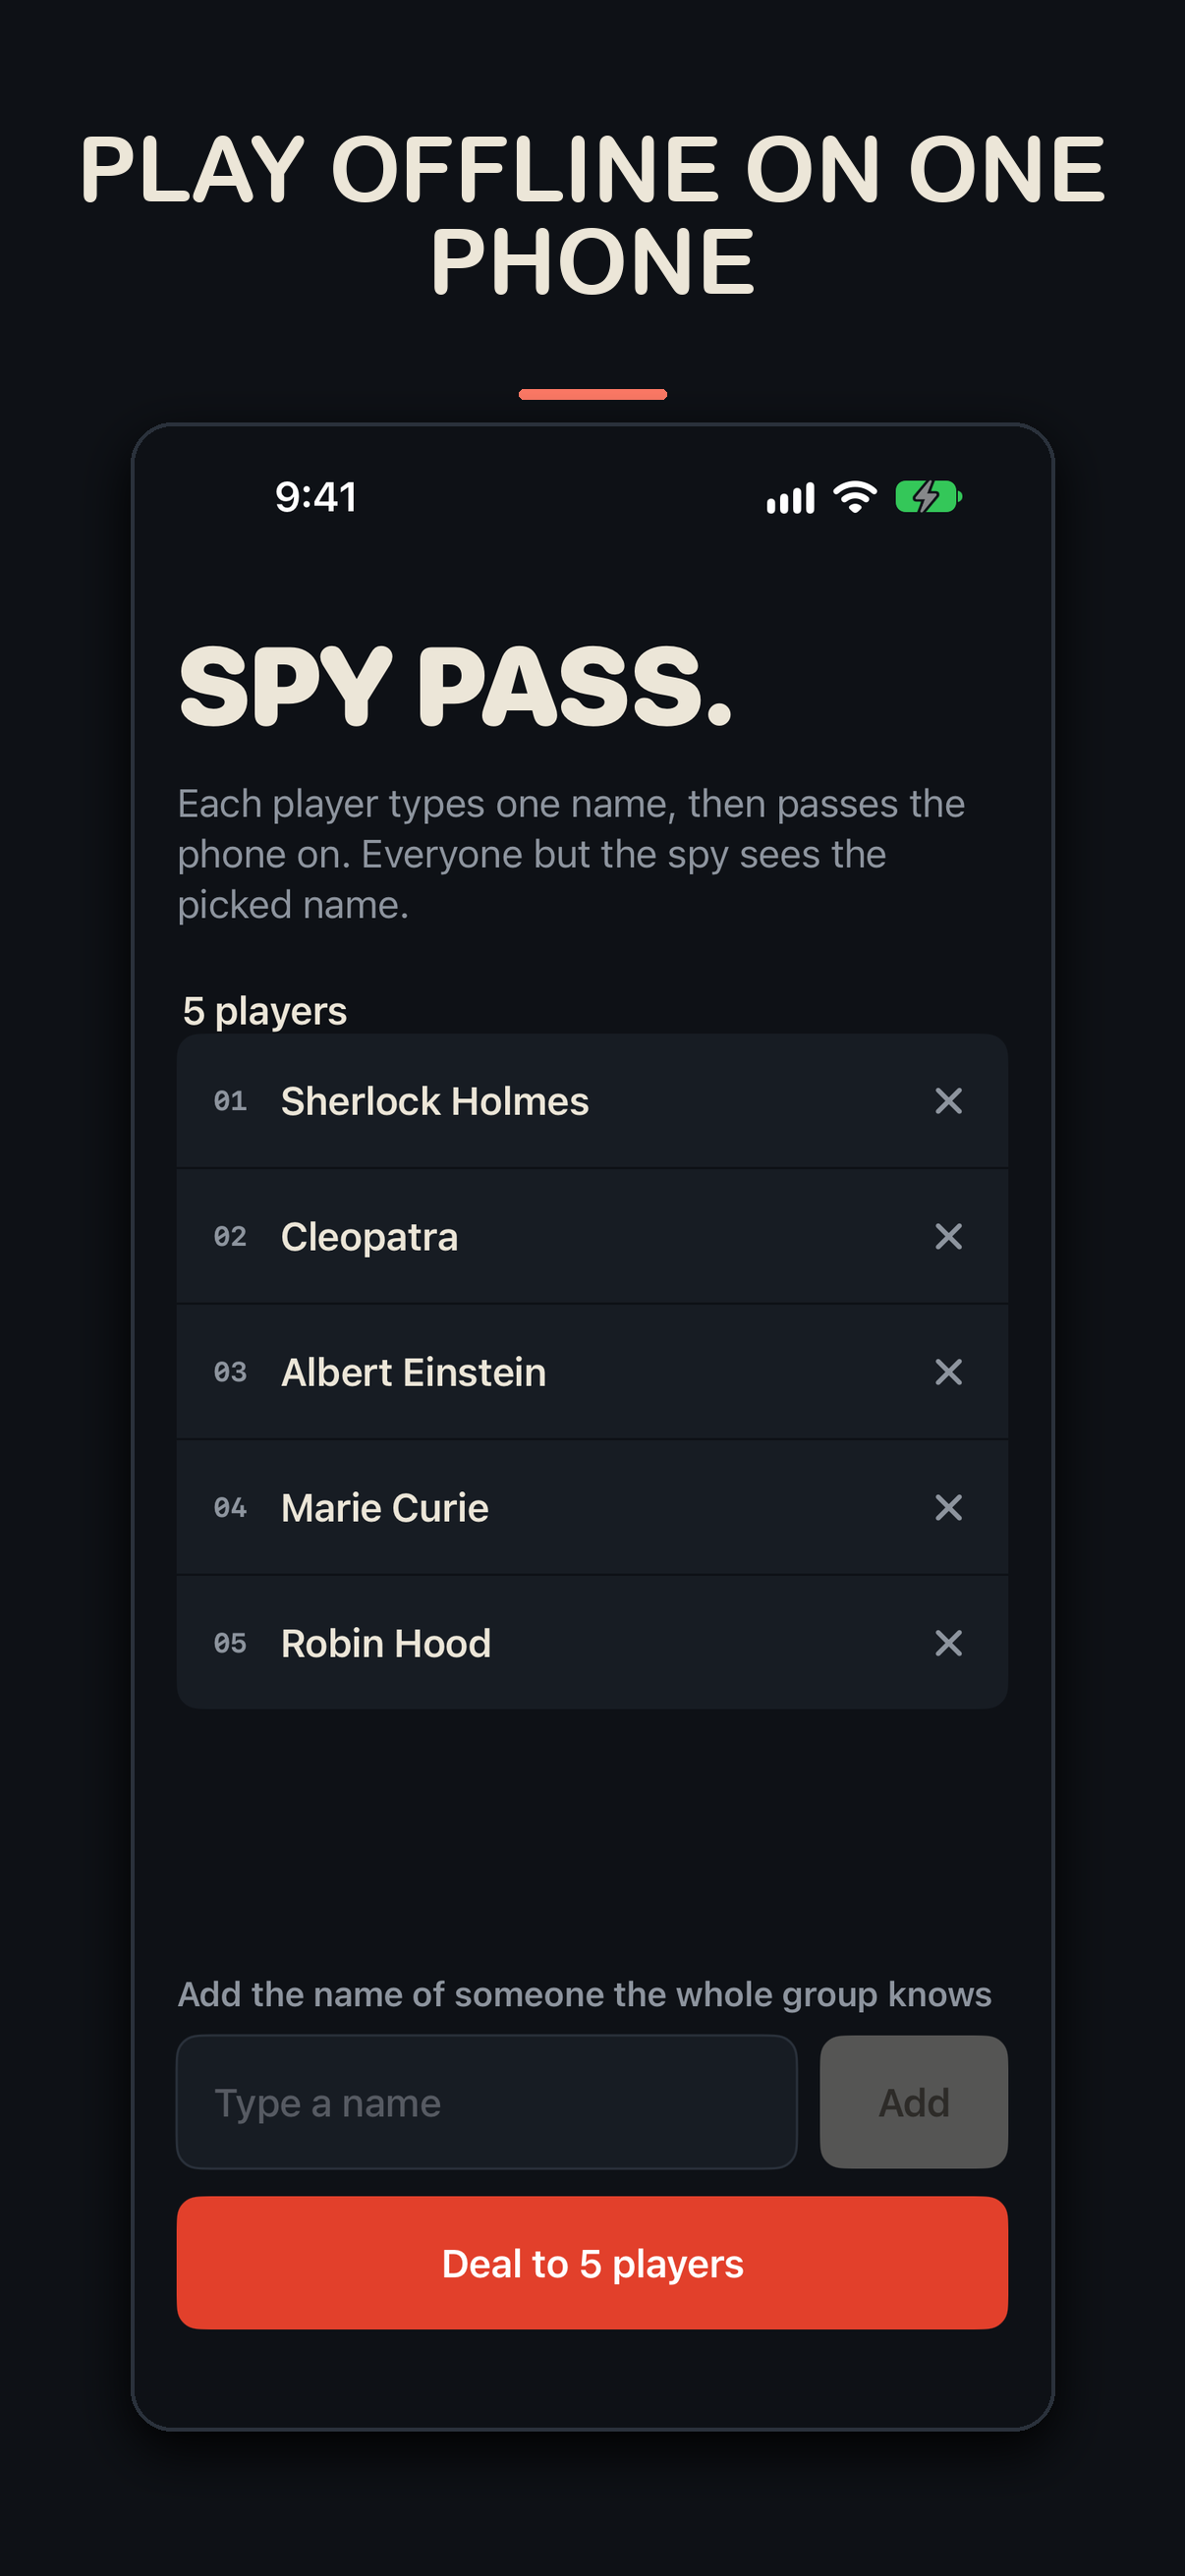 PLAY OFFLINE ON ONE
PHONE
9:41
SPY PASS.
Each player types one name, then passes the
phone on. Everyone but the spy sees the
picked name.
5 players
01 Sherlock Holmes
02 Cleopatra
03 Albert Einstein
04 Marie Curie
05 Robin Hood
Add the name of someone the whole group knows
Type a name Add
Deal to 5 players